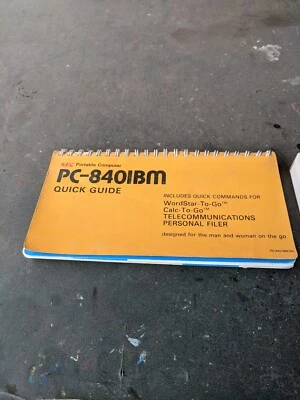 NEC Portable Computer
PC-8401BM
QUICK GUIDE
INCLUDES QUICK COMMANDS FOR
WordStar-To-Go™
Calc-To-Go™
TELECOMMUNICATIONS
PERSONAL FILER
designed for the man and woman on the go